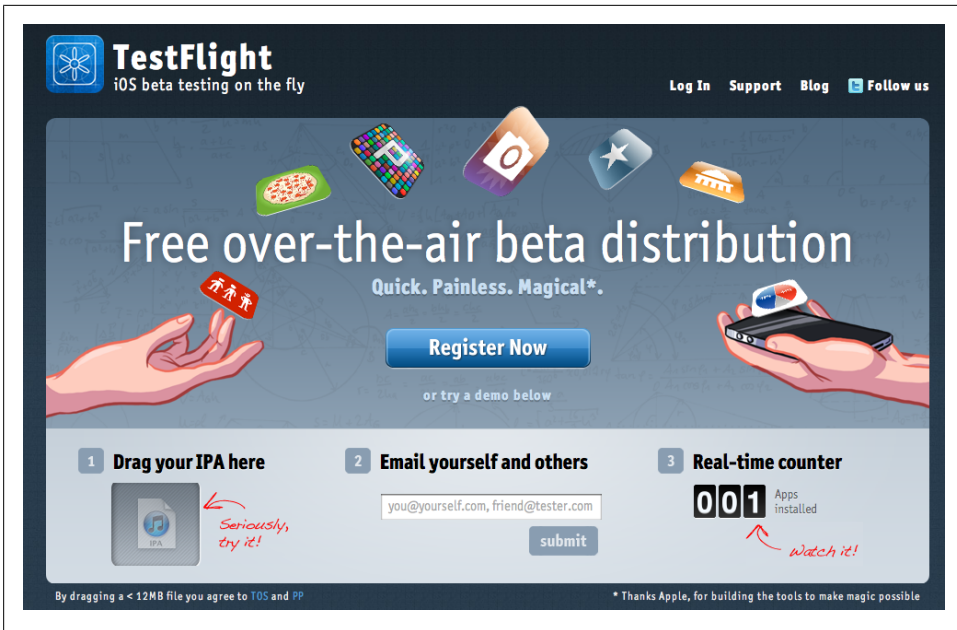 TestFlight
iOS beta testing on the fly
Log In Support Blog Follow us
P
Free over-the-air beta distribution
Quick. Painless. Magical*.
Register Now
or try a demo below
1 Drag your IPA here
IPA
Seriously,
try it!
2 Email yourself and others
you@yourself.com, friend@tester.com
submit
3 Real-time counter
001 Apps
installed
Watch it!
By dragging a < 12MB file you agree to TOS and PP
* Thanks Apple, for building the tools to make magic possible